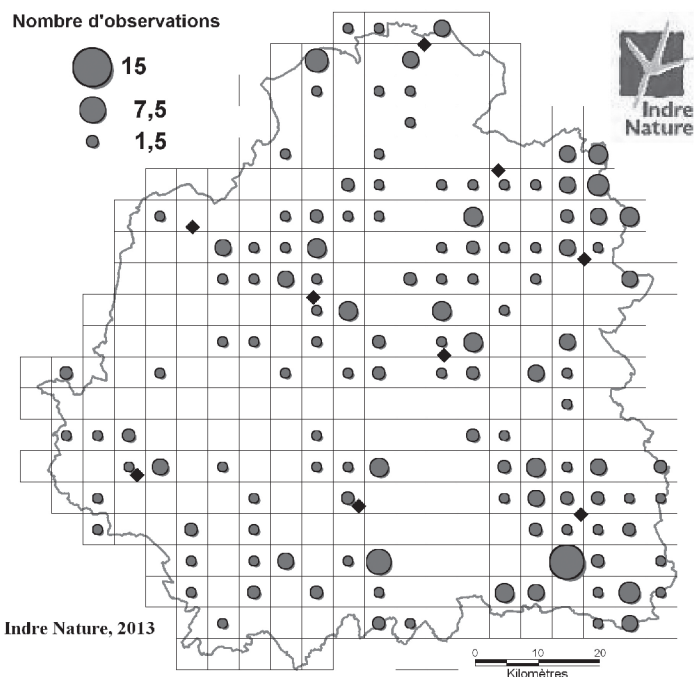 Nombre d'observations
15
7,5
1,5
Indre
Nature
Indre Nature, 2013
0 10 20
Kilomètres